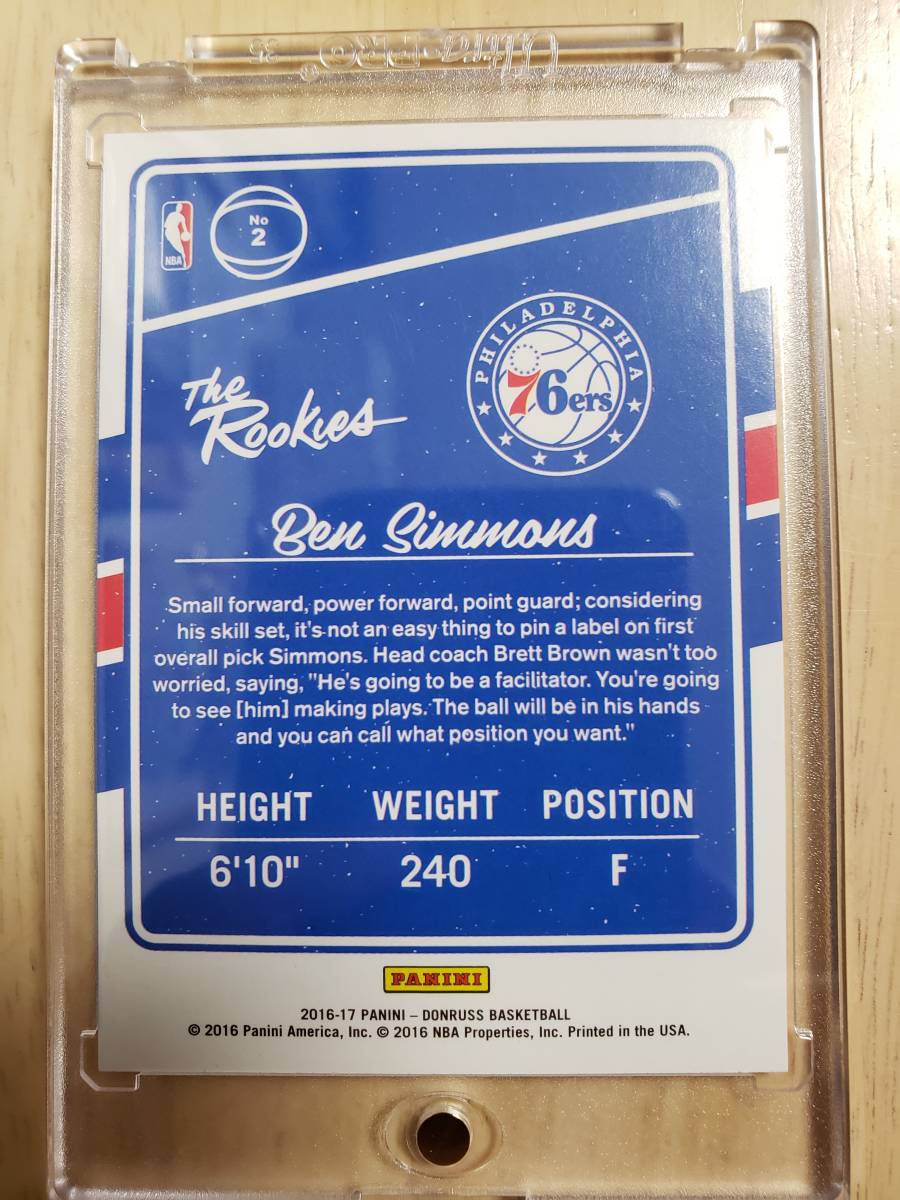 Ultra·PRO®
35
No
2
NBA
PHILADELPHIA
76ers
The
Rookies
Ben Simmons
Small forward, power forward, point guard; considering
his skill set, it's not an easy thing to pin a label on first
overall pick Simmons. Head coach Brett Brown wasn't too
worried, saying, "He's going to be a facilitator. You're going
to see [him] making plays. The ball will be in his hands
and you can call what position you want."
HEIGHT WEIGHT POSITION
6'10" 240 F
PANINI
2016-17 PANINI – DONRUSS BASKETBALL
© 2016 Panini America, Inc. © 2016 NBA Properties, Inc. Printed in the USA.